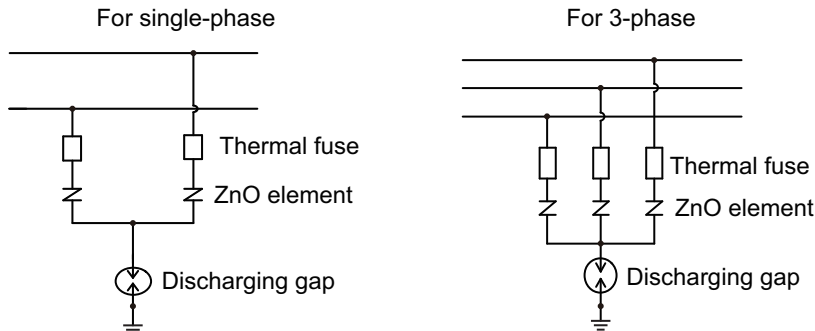 For single-phase
Thermal fuse
ZnO element
Discharging gap
For 3-phase
Thermal fuse
ZnO element
Discharging gap